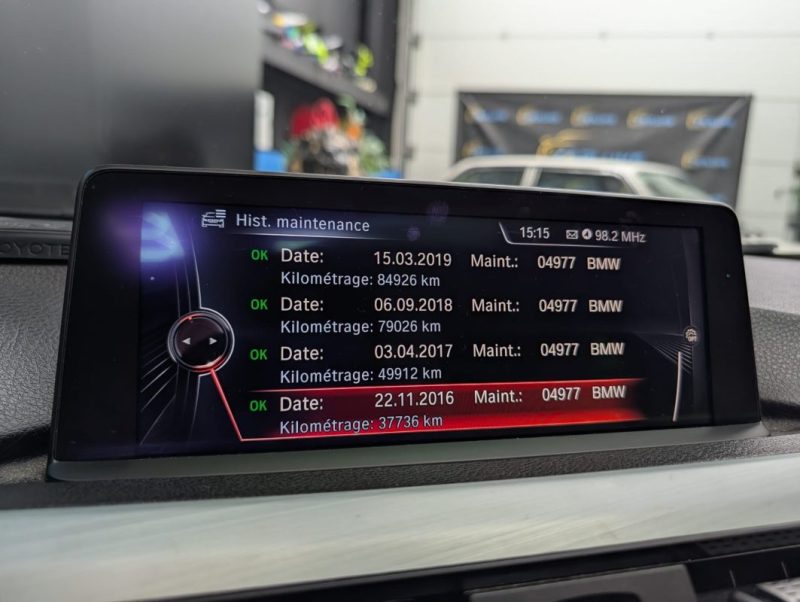 Hist. maintenance
15:15 98.2 MHz
OK Date: 15.03.2019 Maint.: 04977 BMW
Kilométrage: 84926 km
OK Date: 06.09.2018 Maint.: 04977 BMW
Kilométrage: 79026 km
OK Date: 03.04.2017 Maint.: 04977 BMW
Kilométrage: 49912 km
OK Date: 22.11.2016 Maint.: 04977 BMW
Kilométrage: 37736 km